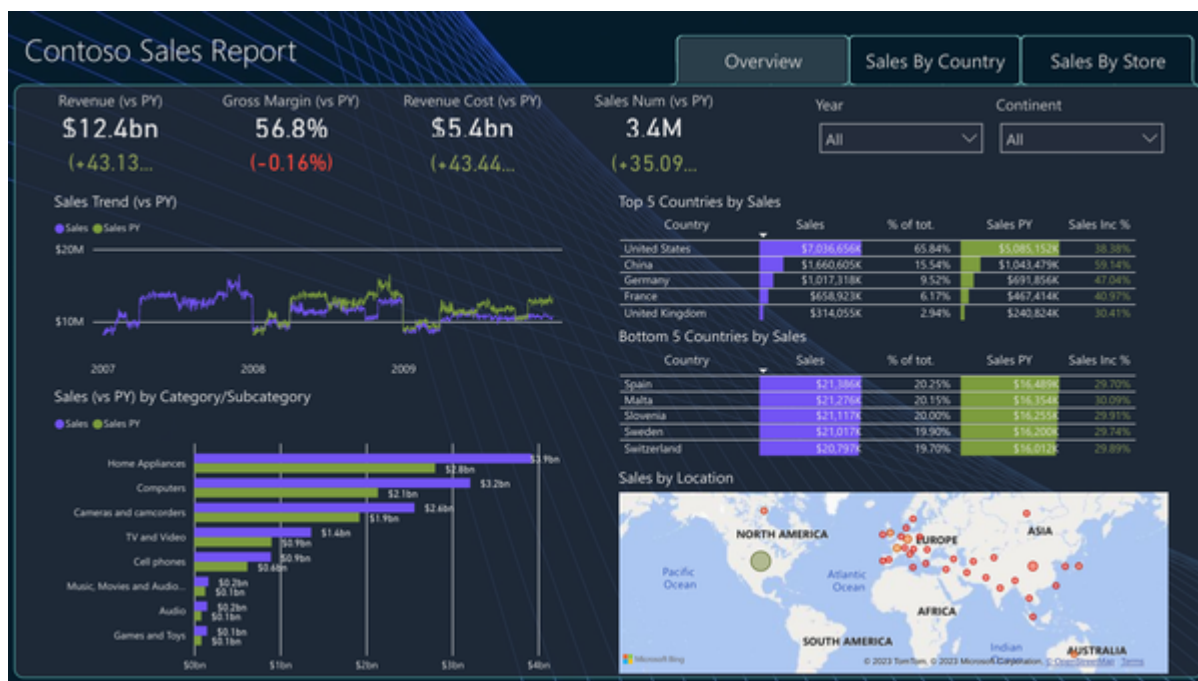 Contoso Sales Report
Overview
Sales By Country
Sales By Store
Revenue (vs PY)
$12.4bn
(+43.13...
Gross Margin (vs PY)
56.8%
(-0.16%)
Revenue Cost (vs PY)
$5.4bn
(+43.44...
Sales Num (vs PY)
3.4M
(+35.09...
Year
All
Continent
All
Sales Trend (vs PY)
Sales Sales PY
$20M
$10M
2007 2008 2009
Sales (vs PY) by Category/Subcategory
Sales Sales PY
Home Appliances $3.9bn $2.8bn
Computers $3.2bn $2.1bn
Cameras and camcorders $2.6bn $1.9bn
TV and Video $1.4bn $0.9bn
Cell phones $0.9bn $0.6bn
Music, Movies and Audio... $0.2bn $0.1bn
Audio $0.2bn $0.1bn
Games and Toys $0.1bn $0.1bn
$0bn $1bn $2bn $3bn $4bn
Top 5 Countries by Sales
Country Sales % of tot. Sales PY Sales Inc %
United States $7,036,656K 65.84% $5,085,152K 38.38%
China $1,660,605K 15.54% $1,043,479K 59.14%
Germany $1,017,318K 9.52% $691,856K 47.04%
France $658,923K 6.17% $467,414K 40.97%
United Kingdom $314,055K 2.94% $240,824K 30.41%
Bottom 5 Countries by Sales
Country Sales % of tot. Sales PY Sales Inc %
Spain $21,386K 20.25% $16,489K 29.70%
Malta $21,276K 20.15% $16,354K 30.09%
Slovenia $21,117K 20.00% $16,255K 29.91%
Sweden $21,017K 19.90% $16,200K 29.74%
Switzerland $20,797K 19.70% $16,012K 29.89%
Sales by Location
NORTH AMERICA
EUROPE
ASIA
Pacific
Ocean
Atlantic
Ocean
AFRICA
SOUTH AMERICA
Indian
AUSTRALIA
Microsoft Bing
© 2023 TomTom, © 2023 Microsoft Corporation, © OpenStreetMap Terms